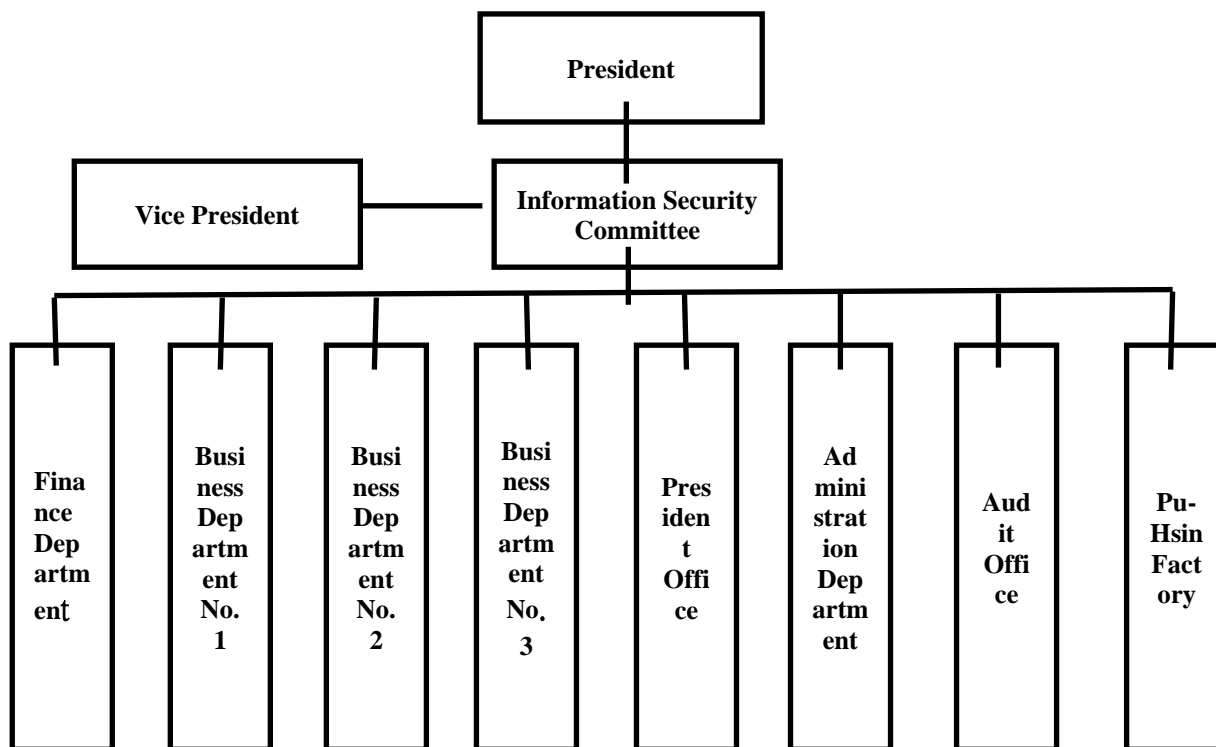 President
Vice President
Information Security
Committee
Fina
nce
Dep
artm
ent
Busi
ness
Dep
artm
ent
No.
1
Busi
ness
Dep
artm
ent
No.
2
Busi
ness
Dep
artm
ent
No.
3
Pres
iden
t
Offi
ce
Ad
mini
strat
ion
Dep
artm
ent
Aud
it
Offi
ce
Pu-
Hsin
Fact
ory